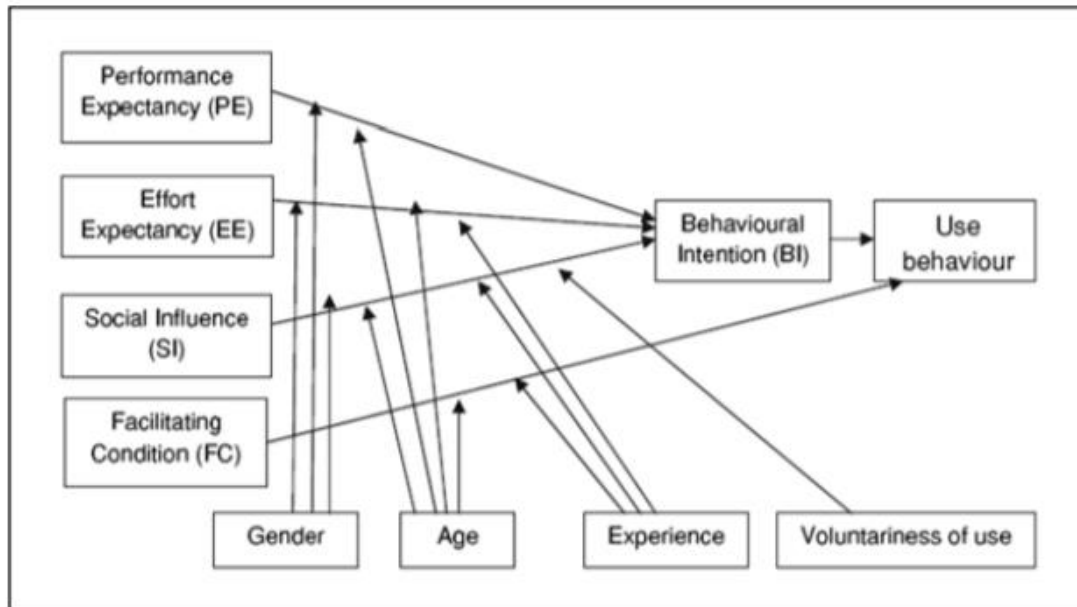 Performance
Expectancy (PE)
Effort
Expectancy (EE)
Social Influence
(SI)
Facilitating
Condition (FC)
Behavioural
Intention (BI)
Use
behaviour
Gender
Age
Experience
Voluntariness of use